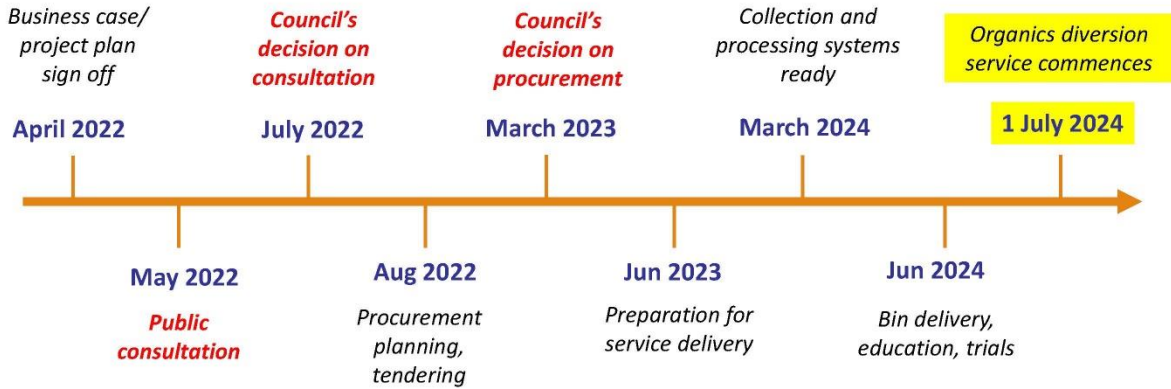 Business case/
project plan
sign off
April 2022
Council's
decision on
consultation
July 2022
Council's
decision on
procurement
March 2023
Collection and
processing systems
ready
March 2024
Organics diversion
service commences
1 July 2024
May 2022
Public
consultation
Aug 2022
Procurement
planning,
tendering
Jun 2023
Preparation for
service delivery
Jun 2024
Bin delivery,
education, trials